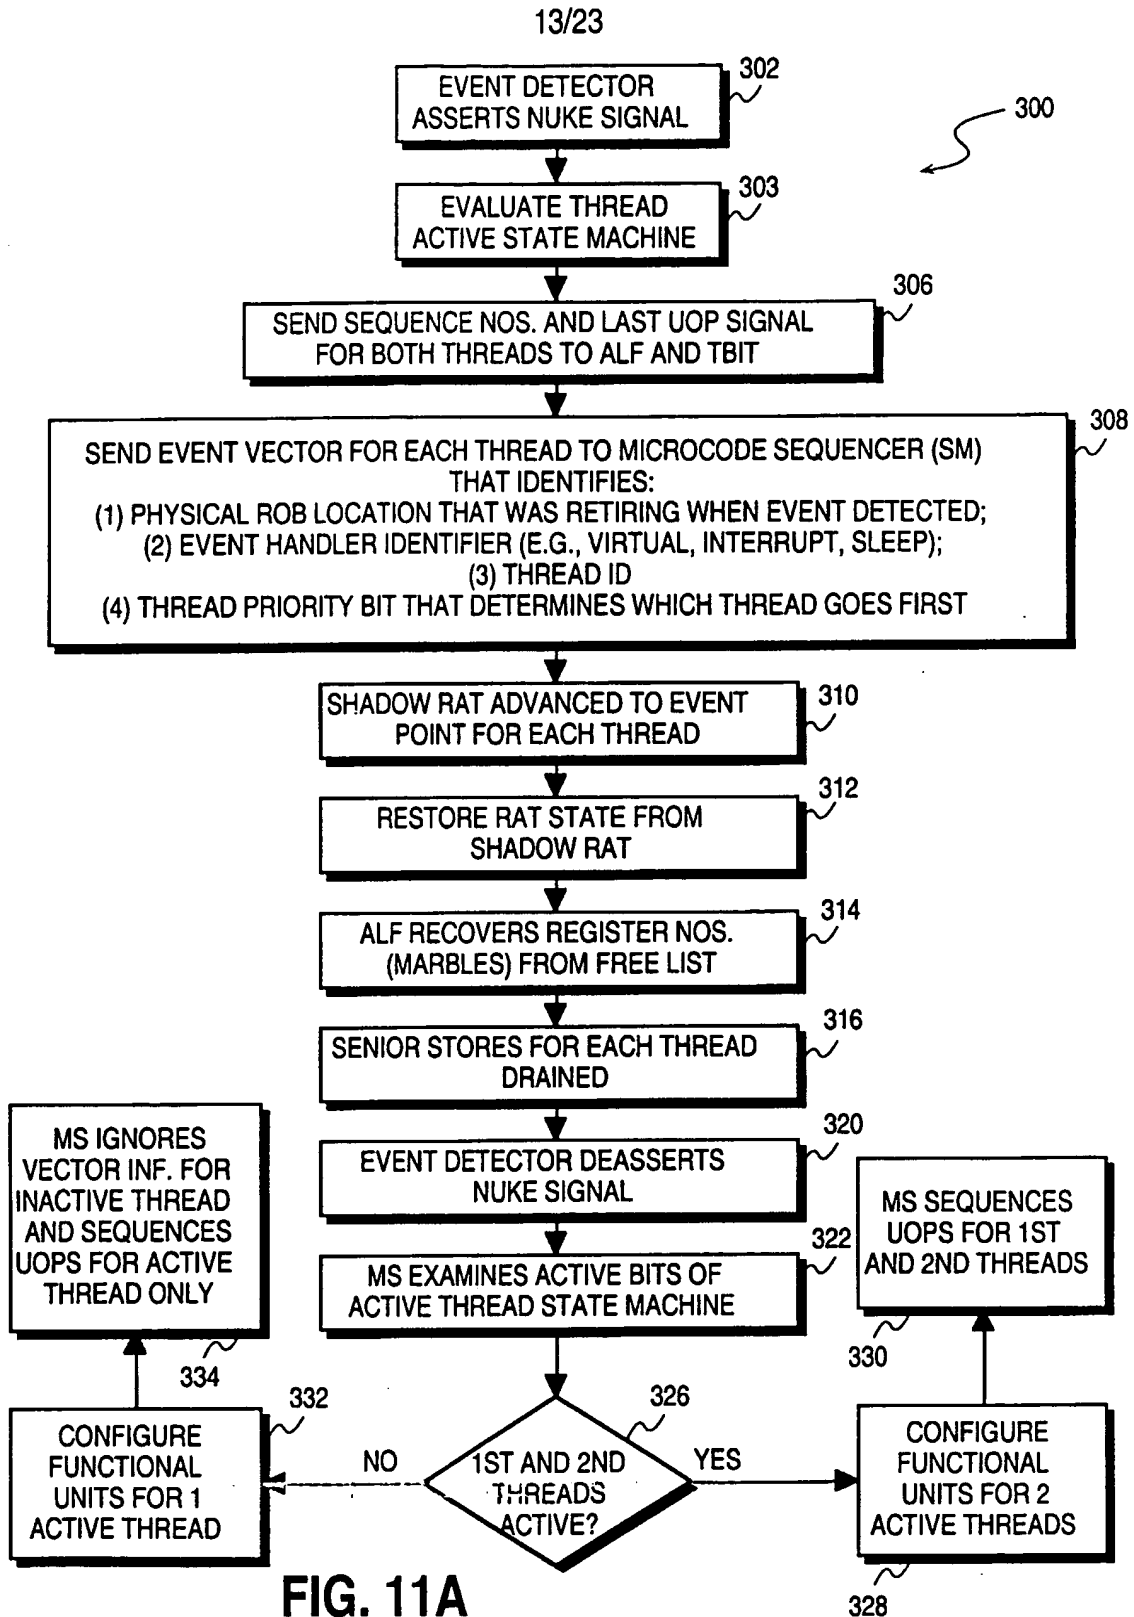 13/23
302
EVENT DETECTOR
ASSERTS NUKE SIGNAL
300
303
EVALUATE THREAD
ACTIVE STATE MACHINE
306
SEND SEQUENCE NOS. AND LAST UOP SIGNAL
FOR BOTH THREADS TO ALF AND TBIT
308
SEND EVENT VECTOR FOR EACH THREAD TO MICROCODE SEQUENCER (SM)
THAT IDENTIFIES:
(1) PHYSICAL ROB LOCATION THAT WAS RETIRING WHEN EVENT DETECTED;
(2) EVENT HANDLER IDENTIFIER (E.G., VIRTUAL, INTERRUPT, SLEEP);
(3) THREAD ID
(4) THREAD PRIORITY BIT THAT DETERMINES WHICH THREAD GOES FIRST
310
SHADOW RAT ADVANCED TO EVENT
POINT FOR EACH THREAD
312
RESTORE RAT STATE FROM
SHADOW RAT
314
ALF RECOVERS REGISTER NOS.
(MARBLES) FROM FREE LIST
316
SENIOR STORES FOR EACH THREAD
DRAINED
320
EVENT DETECTOR DEASSERTS
NUKE SIGNAL
322
MS EXAMINES ACTIVE BITS OF
ACTIVE THREAD STATE MACHINE
MS IGNORES
VECTOR INF. FOR
INACTIVE THREAD
AND SEQUENCES
UOPS FOR ACTIVE
THREAD ONLY
334
MS SEQUENCES
UOPS FOR 1ST
AND 2ND THREADS
330
332
CONFIGURE
FUNCTIONAL
UNITS FOR 1
ACTIVE THREAD
NO
326
1ST AND 2ND
THREADS
ACTIVE?
YES
CONFIGURE
FUNCTIONAL
UNITS FOR 2
ACTIVE THREADS
328
FIG. 11A